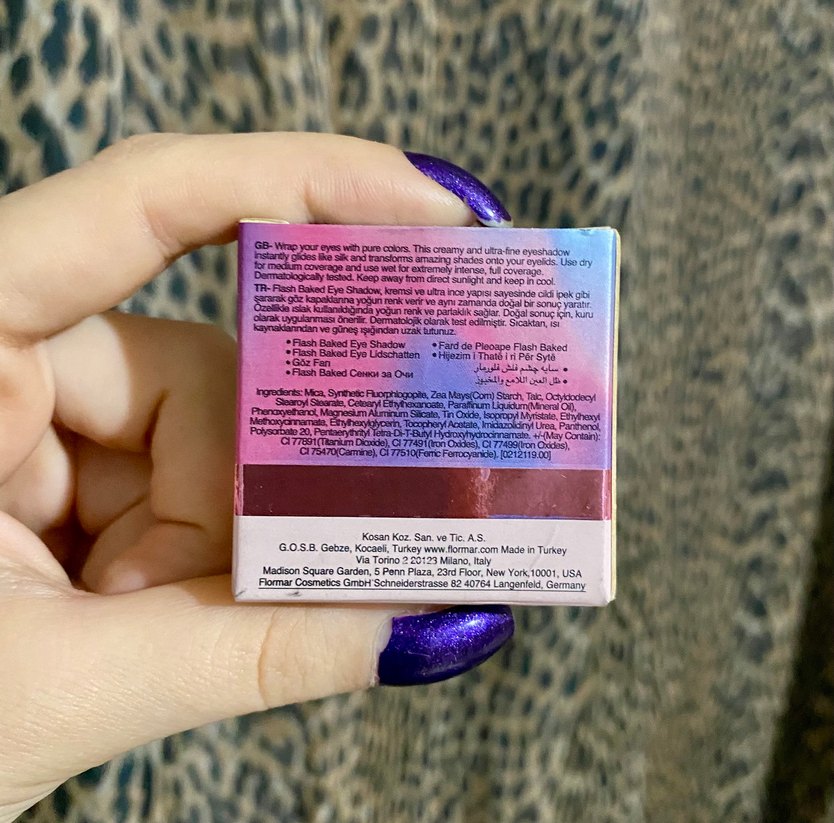 GB- Wrap your eyes with pure colors. This creamy and ultra-fine eyeshadow
instantly glides like silk and transforms amazing shades onto your eyelids. Use dry
for medium coverage and use wet for extremely intense, full coverage.
Dermatologically tested. Keep away from direct sunlight and keep in cool.
TR- Flash Baked Eye Shadow, kremsi ve ultra ince yapısı sayesinde cildi ipek gibi
sararak göz kapaklarına yoğun renk verir ve aynı zamanda doğal bir sonuç yaratır.
Özellikle ıslak kullanıldığında yoğun renk ve parlaklık sağlar. Doğal sonuç için, kuru
olarak uygulanması önerilir. Dermatolojik olarak test edilmiştir. Sıcaktan, ısı
kaynaklarından ve güneş ışığından uzak tutunuz.
• Flash Baked Eye Shadow
• Flash Baked Eye Lidschatten
• Göz Farı
• Flash Baked Сенки за Очи
• Fard de Pleoape Flash Baked
• Hijezim i Thatë i ri Për Sytë
• سایه چشم فلش فلورمار
• ظل العين اللامع والمخبوز
Ingredients: Mica, Synthetic Fluorphlogopite, Zea Mays(Corn) Starch, Talc, Octyldodecyl
Stearoyl Stearate, Cetearyl Ethylhexanoate, Paraffinum Liquidum(Mineral Oil),
Phenoxyethanol, Magnesium Aluminum Silicate, Tin Oxide, Isopropyl Myristate, Ethylhexyl
Methoxycinnamate, Ethylhexylglycerin, Imidazolidinyl Urea, Panthenol,
Polysorbate 20, Pentaerythrityl Tetra-Di-T-Butyl Hydroxyhydrocinnamate. +/-(May Contain):
CI 77891(Titanium Dioxide), CI 77491(Iron Oxides), CI 77499(Iron Oxides),
CI 75470(Carmine), CI 77510(Ferric Ferrocyanide). [0212119.00]
Kosan Koz. San. ve Tic. A.S.
G.O.S.B. Gebze, Kocaeli, Turkey www.flormar.com Made in Turkey
Via Torino 2 20123 Milano, Italy
Madison Square Garden, 5 Penn Plaza, 23rd Floor, New York,10001, USA
Flormar Cosmetics GmbH Schneiderstrasse 82 40764 Langenfeld, Germany